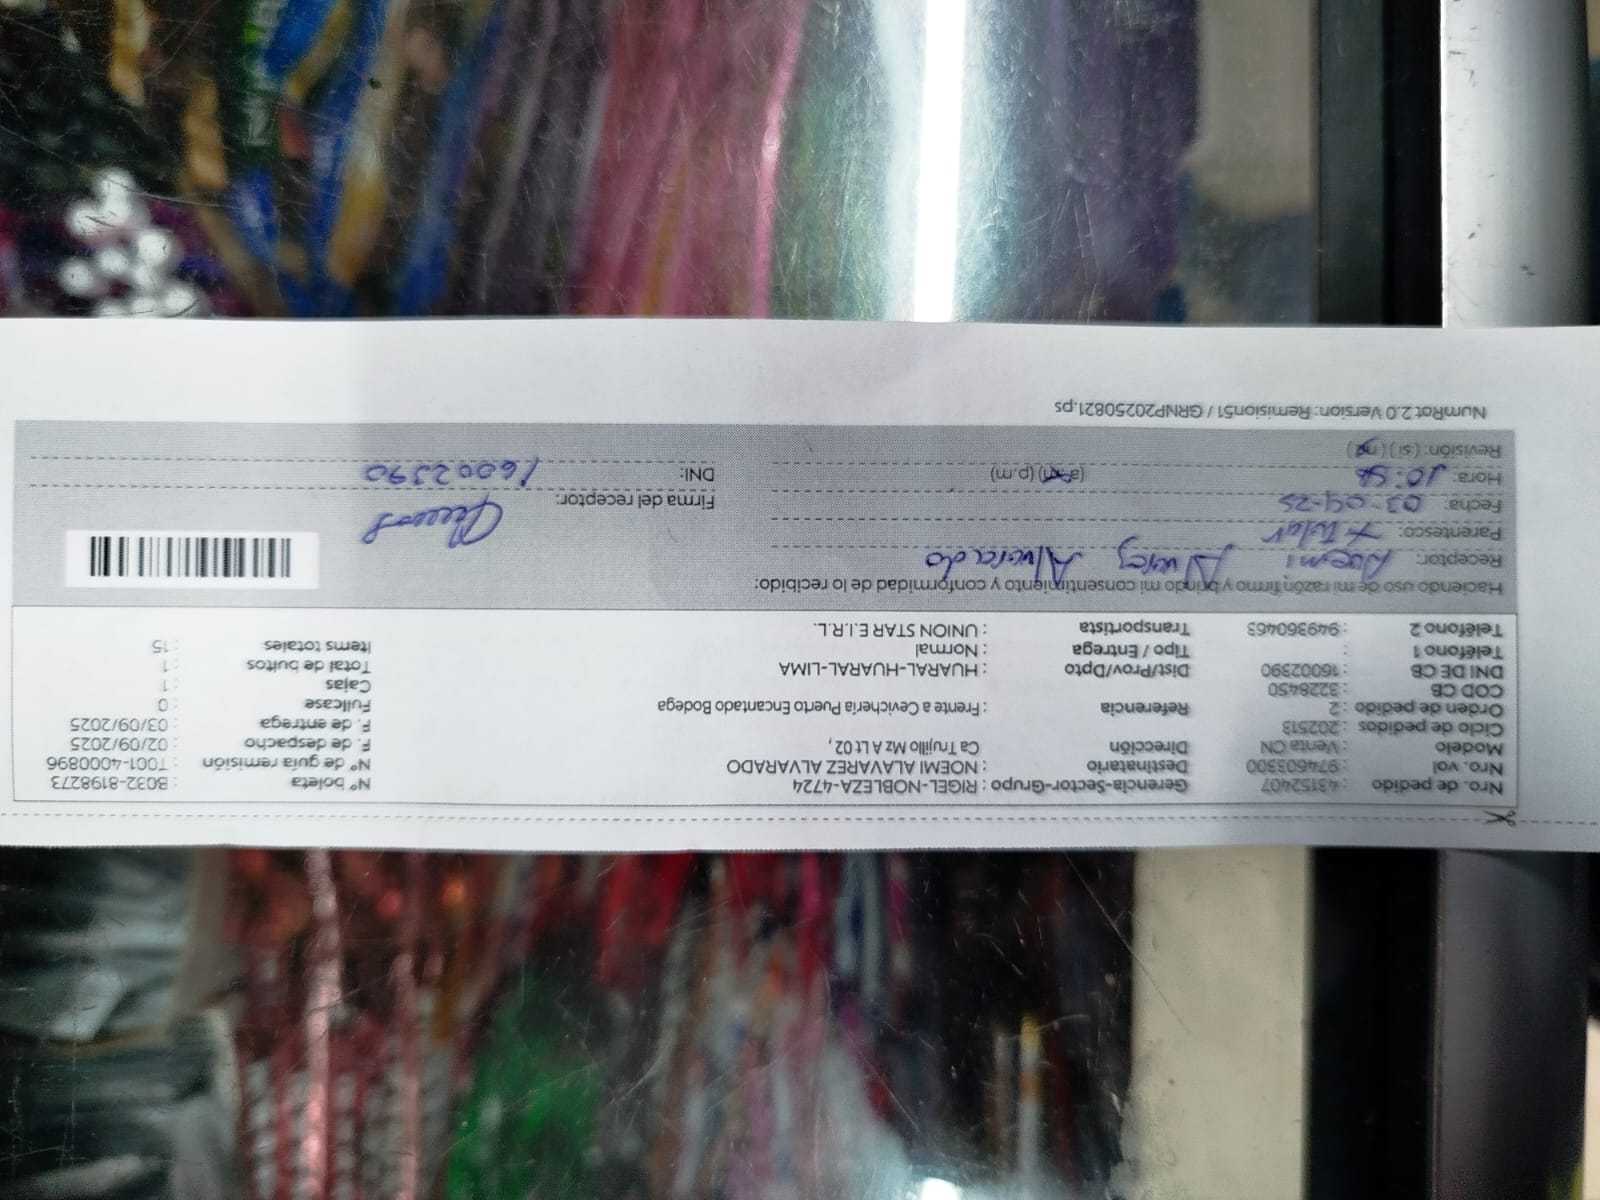 Nro. de pedido : 43152407 Gerencia-Sector-Grupo : RIGEL-NOBLEZA-4724 N° boleta : B032-8198273
Nro. vol : 974603300 Destinatario : NOEMI ALAVAREZ ALVARADO N° de guía de remisión : T001-4000896
Modelo : Venta CN Dirección Ca Trujillo Mz A Lt 02 , F. de despacho : 02/09/2025
Ciclo de pedidos : 202513 F. de entrega : 03/09/2025
Orden de pedido : 2 Referencia : Frente a Cevicheria Puerto Encantado Bodega Fullcase : 0
COD CB : 3228450 Cajas : 1
DNI DE CB : 16002390 Dist/Prov/Dpto : HUARAL-HUARAL-LIMA Total de bultos : 1
Teléfono 1 : Tipo / Entrega : Normal Items totales : 15
Teléfono 2 : 949360463 Transportista : UNION STAR E.I.R.L.
Haciendo uso de mi razón firmo y brindo mi consentimiento y conformidad de lo recibido:
Receptor: Noemi Alvarez Alvarado
Parentesco: titular
Fecha: 03-09-25 Firma del receptor:
Hora: 10:58 (a.m) (p.m) DNI: 16002390
Revisión: (si) (no)
NumRot 2.0 Version: Remision51 / GRNP20250821.ps